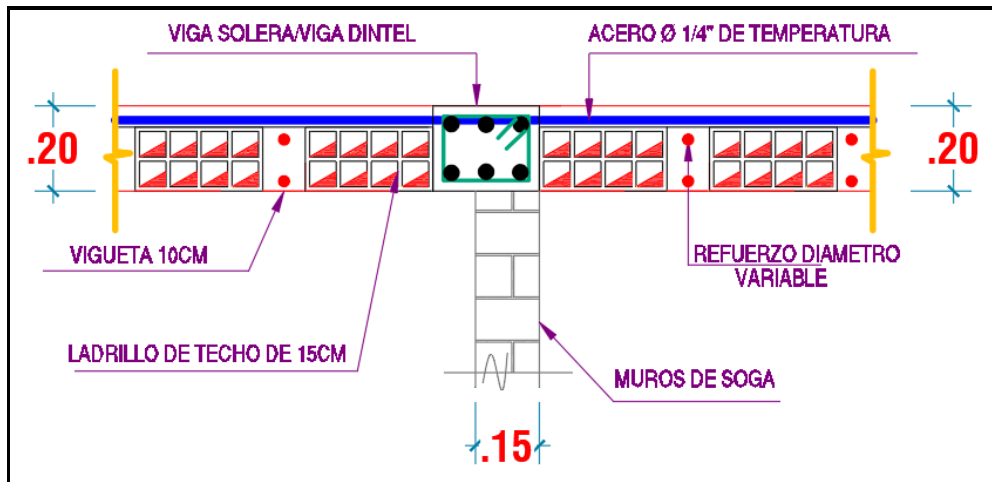 VIGA SOLERA/VIGA DINTEL
ACERO Ø 1/4" DE TEMPERATURA
.20
.20
VIGUETA 10CM
REFUERZO DIAMETRO
VARIABLE
LADRILLO DE TECHO DE 15CM
MUROS DE SOGA
.15